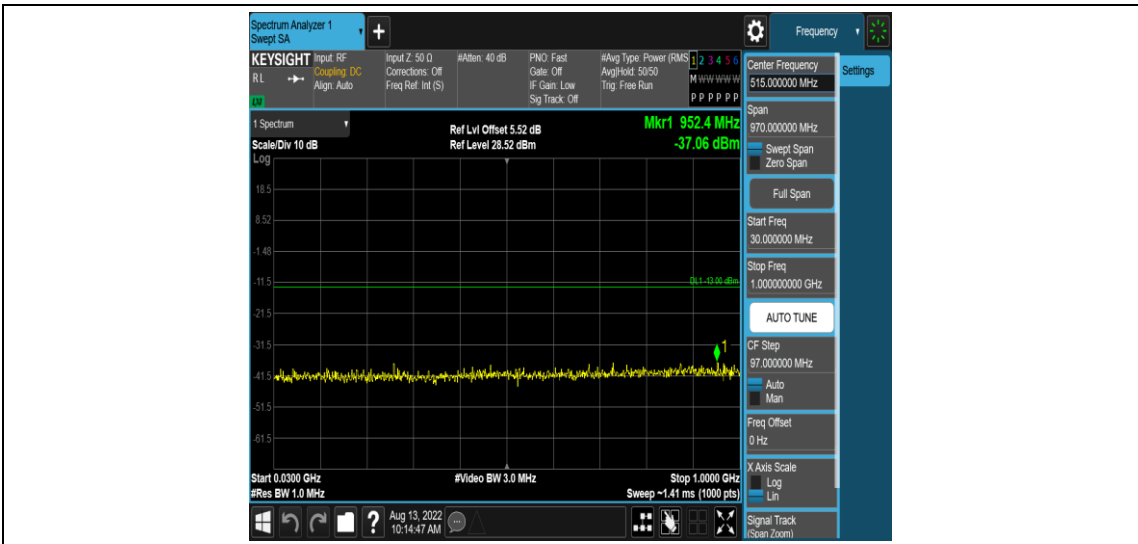 Spectrum Analyzer 1
Swept SA
+
Frequency
KEYSIGHT
RL
LXI
Input: RF
Coupling: DC
Align: Auto
Input Z: 50 Ω
Corrections: Off
Freq Ref: Int (S)
#Atten: 40 dB
PNO: Fast
Gate: Off
IF Gain: Low
Sig Track: Off
#Avg Type: Power (RMS
Avg|Hold: 50/50
Trig: Free Run
1 2 3 4 5 6
M W W W W W
P P P P P P
1 Spectrum
Scale/Div 10 dB
Log
Ref Lvl Offset 5.52 dB
Ref Level 28.52 dBm
Mkr1 952.4 MHz
-37.06 dBm
18.5
8.52
-1.48
-11.5
DL1 -13.00 dBm
-21.5
-31.5
1
-41.5
-51.5
-61.5
Start 0.0300 GHz
#Res BW 1.0 MHz
#Video BW 3.0 MHz
Stop 1.0000 GHz
Sweep ~1.41 ms (1000 pts)
?
Aug 13, 2022
10:14:47 AM
Center Frequency
515.000000 MHz
Settings
Span
970.000000 MHz
Swept Span
Zero Span
Full Span
Start Freq
30.000000 MHz
Stop Freq
1.000000000 GHz
AUTO TUNE
CF Step
97.000000 MHz
Auto
Man
Freq Offset
0 Hz
X Axis Scale
Log
Lin
Signal Track
(Span Zoom)